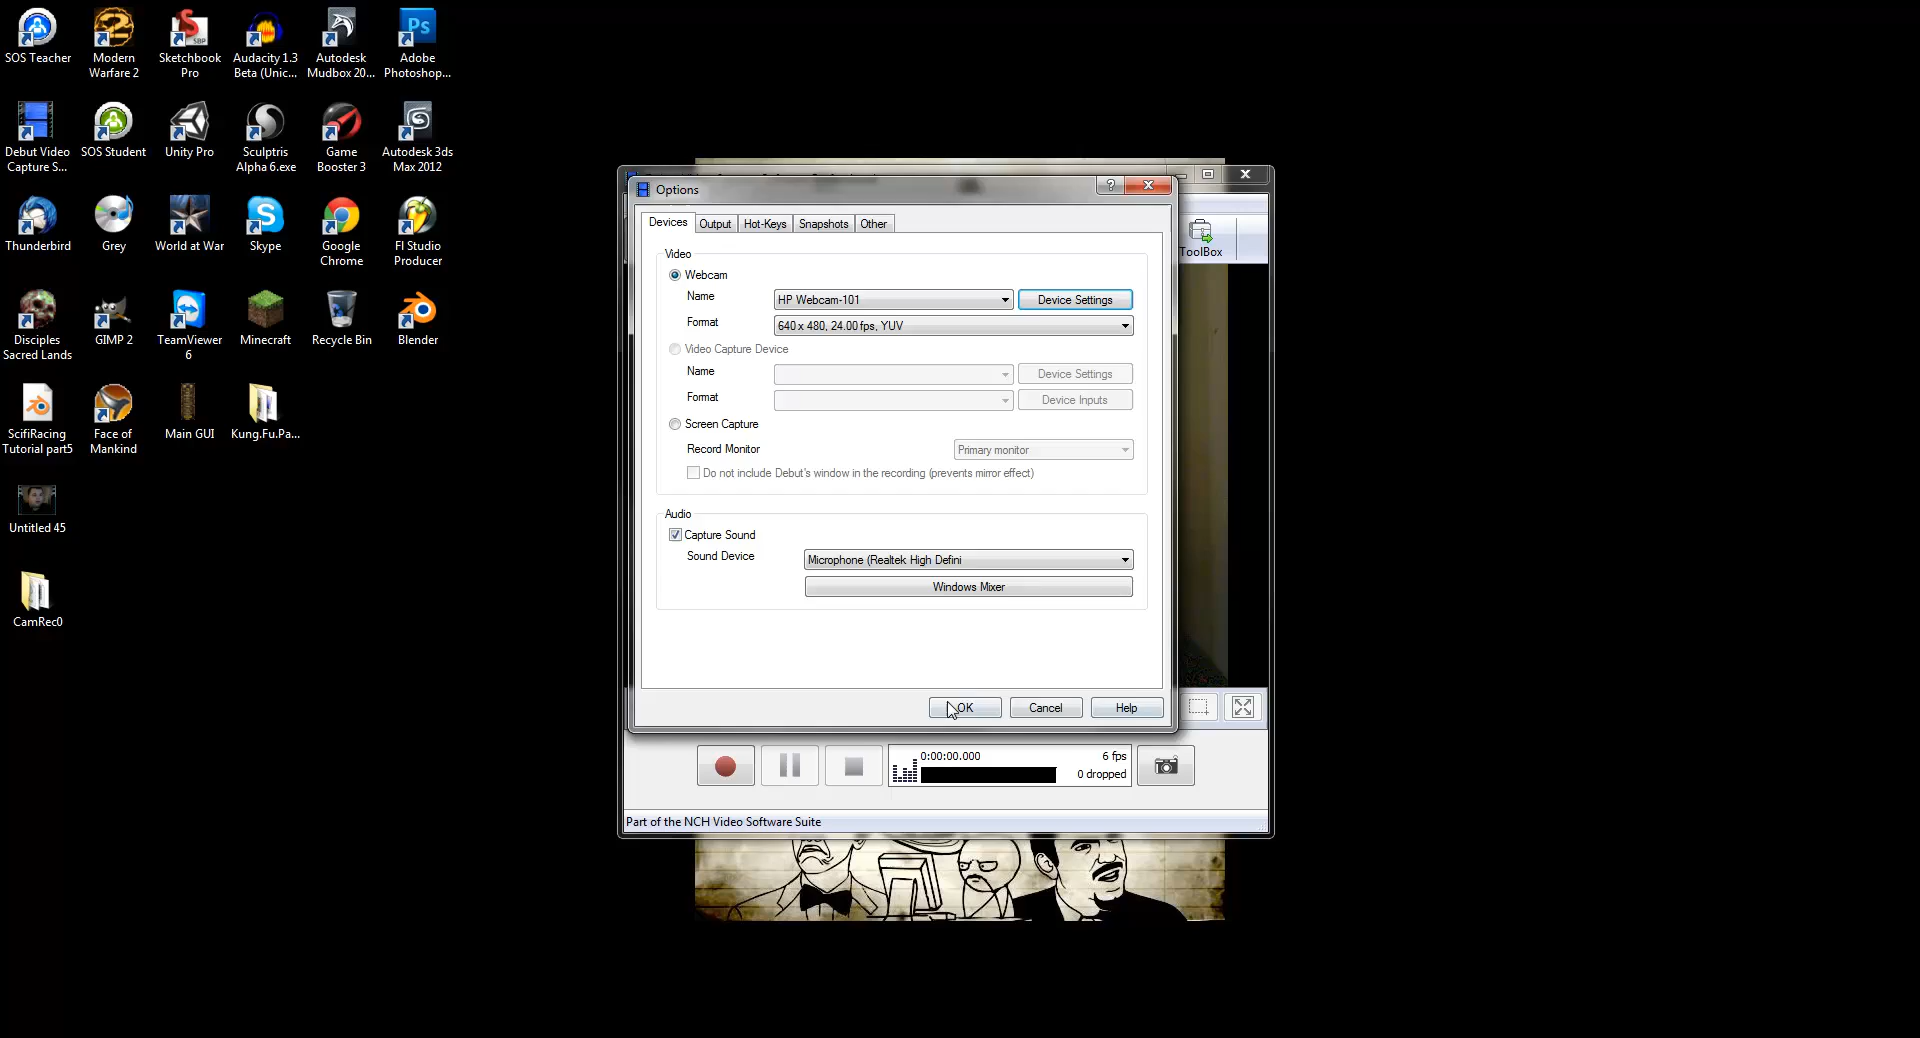 SOS Teacher
Modern
Warfare 2
Sketchbook
Pro
Audacity 1.3
Beta (Unic...
Autodesk
Mudbox 20...
Adobe
Photoshop...
Debut Video
Capture S...
SOS Student
Unity Pro
Sculptris
Alpha 6.exe
Game
Booster 3
Autodesk 3ds
Max 2012
Thunderbird
Grey
World at War
Skype
Google
Chrome
Fl Studio
Producer
Disciples
Sacred Lands
GIMP 2
TeamViewer
6
Minecraft
Recycle Bin
Blender
ScifiRacing
Tutorial part5
Face of
Mankind
Main GUI
Kung.Fu.Pa...
Untitled 45
CamRec0
Options
Devices Output Hot-Keys Snapshots Other
ToolBox
Video
Webcam
Name HP Webcam-101 Device Settings
Format 640 x 480, 24.00 fps, YUV
Video Capture Device
Name Device Settings
Format Device Inputs
Screen Capture
Record Monitor Primary monitor
Do not include Debut's window in the recording (prevents mirror effect)
Audio
Capture Sound
Sound Device Microphone (Realtek High Defini
Windows Mixer
OK Cancel Help
0:00:00.000 6 fps
0 dropped
Part of the NCH Video Software Suite